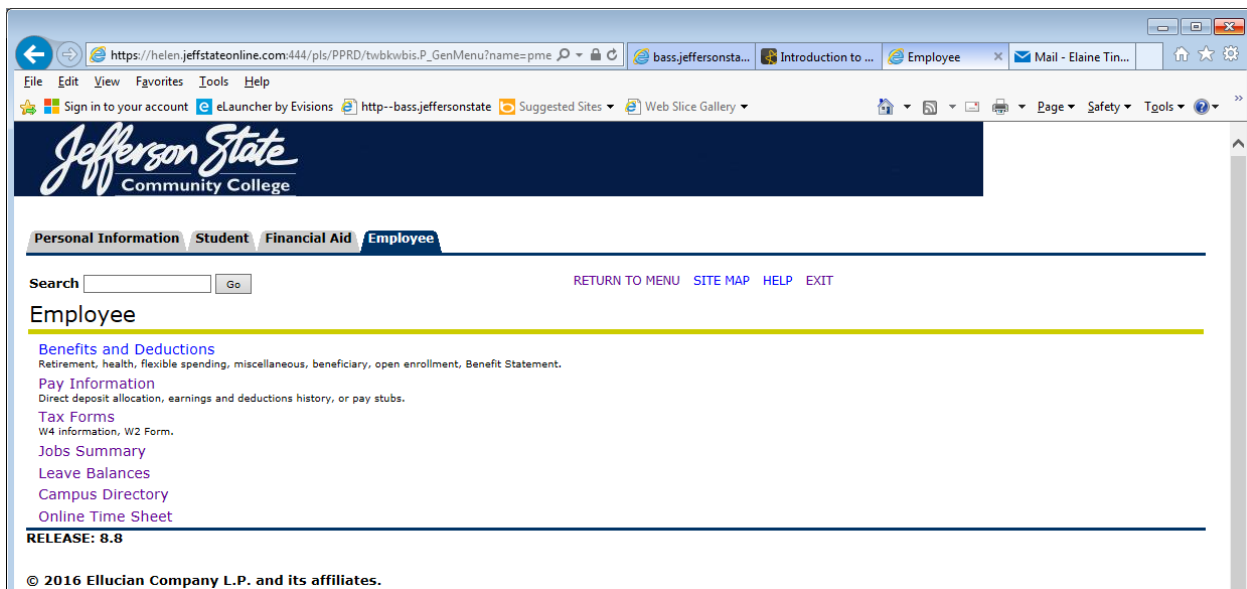 https://helen.jeffstateonline.com:444/pls/PPRD/twbkwbis.P_GenMenu?name=pme
bass.jeffersonsta...
Introduction to ...
Employee
Mail - Elaine Tin...
File Edit View Favorites Tools Help
Sign in to your account eLauncher by Evisions http--bass.jeffersonstate Suggested Sites Web Slice Gallery Page Safety Tools
Jefferson State
Community College
Personal Information Student Financial Aid Employee
Search Go RETURN TO MENU SITE MAP HELP EXIT
Employee
Benefits and Deductions
Retirement, health, flexible spending, miscellaneous, beneficiary, open enrollment, Benefit Statement.
Pay Information
Direct deposit allocation, earnings and deductions history, or pay stubs.
Tax Forms
W4 information, W2 Form.
Jobs Summary
Leave Balances
Campus Directory
Online Time Sheet
RELEASE: 8.8
© 2016 Ellucian Company L.P. and its affiliates.